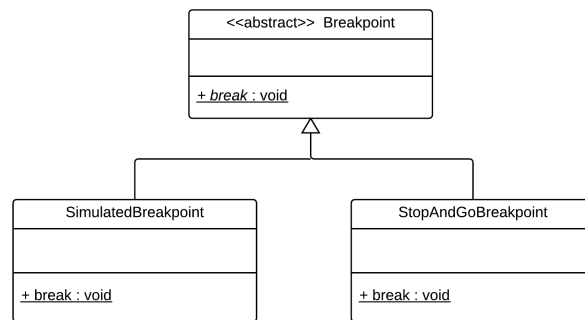 <<abstract>> Breakpoint
+ break : void
SimulatedBreakpoint
StopAndGoBreakpoint
+ break : void
+ break : void